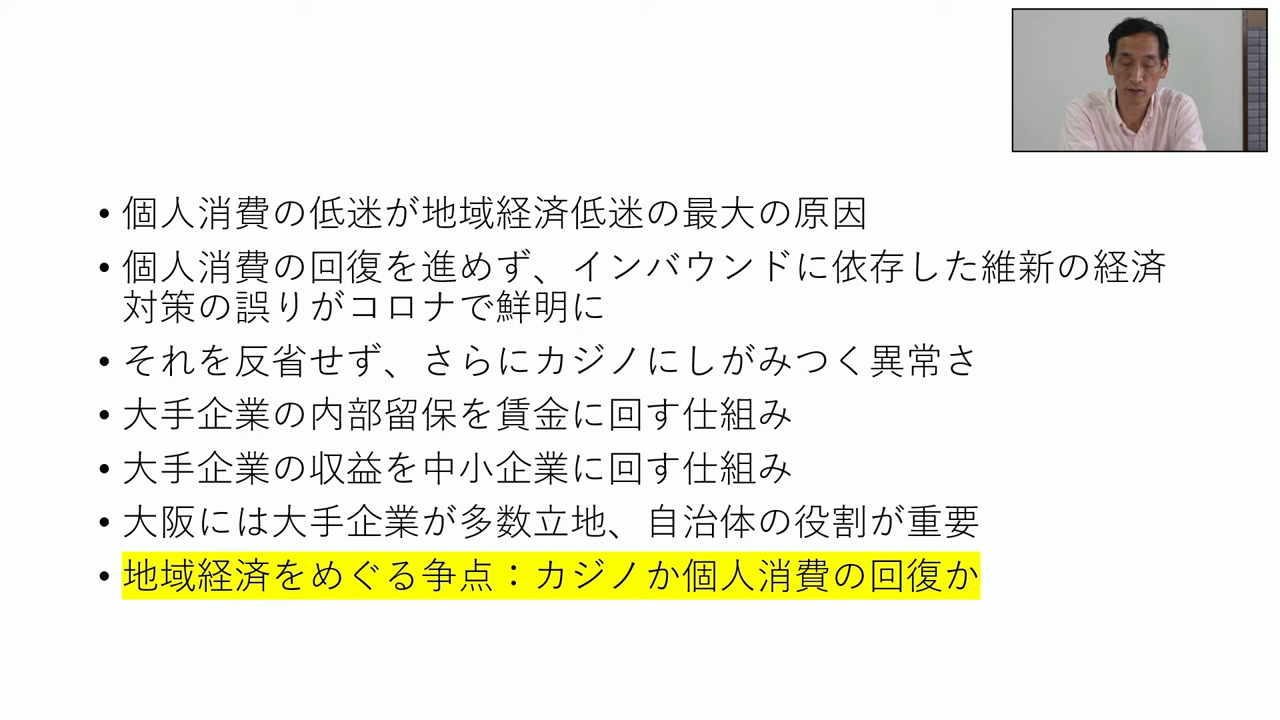 • 個人消費の低迷が地域経済低迷の最大の原因
• 個人消費の回復を進めず、インバウンドに依存した維新の経済
対策の誤りがコロナで鮮明に
• それを反省せず、さらにカジノにしがみつく異常さ
• 大手企業の内部留保を賃金に回す仕組み
• 大手企業の収益を中小企業に回す仕組み
• 大阪には大手企業が多数立地、自治体の役割が重要
• 地域経済をめぐる争点：カジノか個人消費の回復か